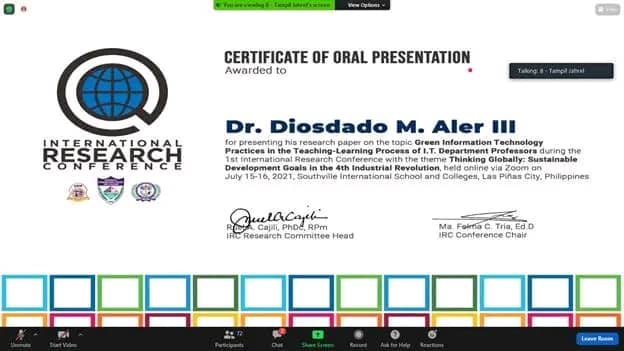 You are viewing 8 - Tampil Jahrel's screen
View Options
View
CERTIFICATE OF ORAL PRESENTATION
Awarded to
Talking: 8 - Tampil Jahrel
Dr. Diosdado M. Aler III
for presenting his research paper on the topic Green Information Technology
Practices in the Teaching-Learning Process of I.T. Department Professors during the
1st International Research Conference with the theme Thinking Globally: Sustainable
Development Goals in the 4th Industrial Revolution, held online via Zoom on
July 15-16, 2021, Southville International School and Colleges, Las Piñas City, Philippines
INTERNATIONAL
RESEARCH
CONFERENCE
A. Cajili, PhDc, RPm
IRC Research Committee Head
Ma. Felma C. Tria, Ed.D
IRC Conference Chair
Unmute
Start Video
72
Participants
2
Chat
Share Screen
Record
Ask for Help
Reactions
Leave Room